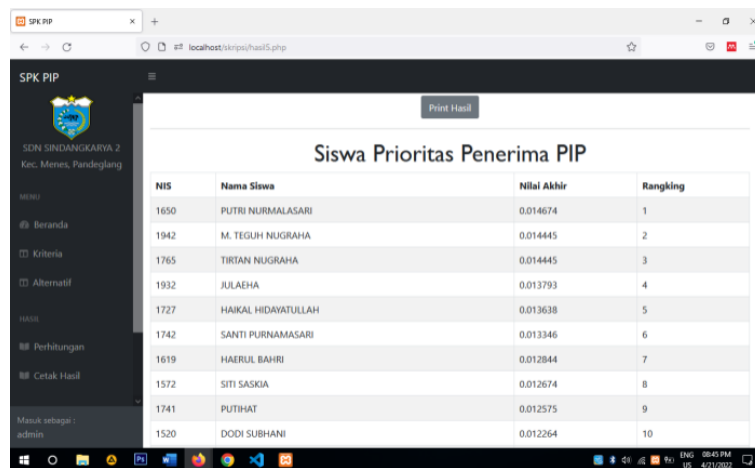 SPK PIP
localhost/skripsi/hasil5.php
SPK PIP
SDN SINDANGKARYA 2
Kec. Menes, Pandeglang
MENU
Beranda
Kriteria
Alternatif
HASIL
Perhitungan
Cetak Hasil
Masuk sebagai :
admin
Print Hasil
Siswa Prioritas Penerima PIP
NIS Nama Siswa Nilai Akhir Rangking
1650 PUTRI NURMALASARI 0.014674 1
1942 M. TEGUH NUGRAHA 0.014445 2
1765 TIRTAN NUGRAHA 0.014445 3
1932 JULAEHA 0.013793 4
1727 HAIKAL HIDAYATULLAH 0.013638 5
1742 SANTI PURNAMASARI 0.013346 6
1619 HAERUL BAHRI 0.012844 7
1572 SITI SASKIA 0.012674 8
1741 PUTIHAT 0.012575 9
1520 DODI SUBHANI 0.012264 10
Ps
ENG 08:45 PM
US 4/21/2022